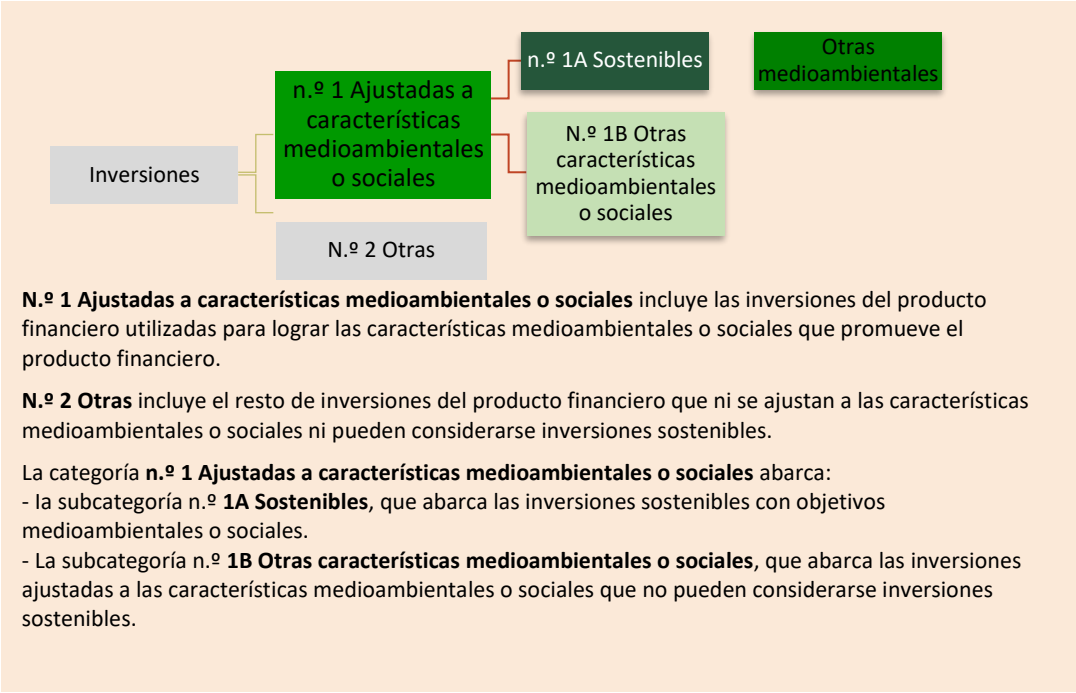 n.º 1A Sostenibles
Otras
medioambientales
n.º 1 Ajustadas a
características
medioambientales
o sociales
N.º 1B Otras
características
medioambientales
o sociales
Inversiones
N.º 2 Otras
N.º 1 Ajustadas a características medioambientales o sociales incluye las inversiones del producto
financiero utilizadas para lograr las características medioambientales o sociales que promueve el
producto financiero.
N.º 2 Otras incluye el resto de inversiones del producto financiero que ni se ajustan a las características
medioambientales o sociales ni pueden considerarse inversiones sostenibles.
La categoría n.º 1 Ajustadas a características medioambientales o sociales abarca:
- la subcategoría n.º 1A Sostenibles, que abarca las inversiones sostenibles con objetivos
medioambientales o sociales.
- La subcategoría n.º 1B Otras características medioambientales o sociales, que abarca las inversiones
ajustadas a las características medioambientales o sociales que no pueden considerarse inversiones
sostenibles.